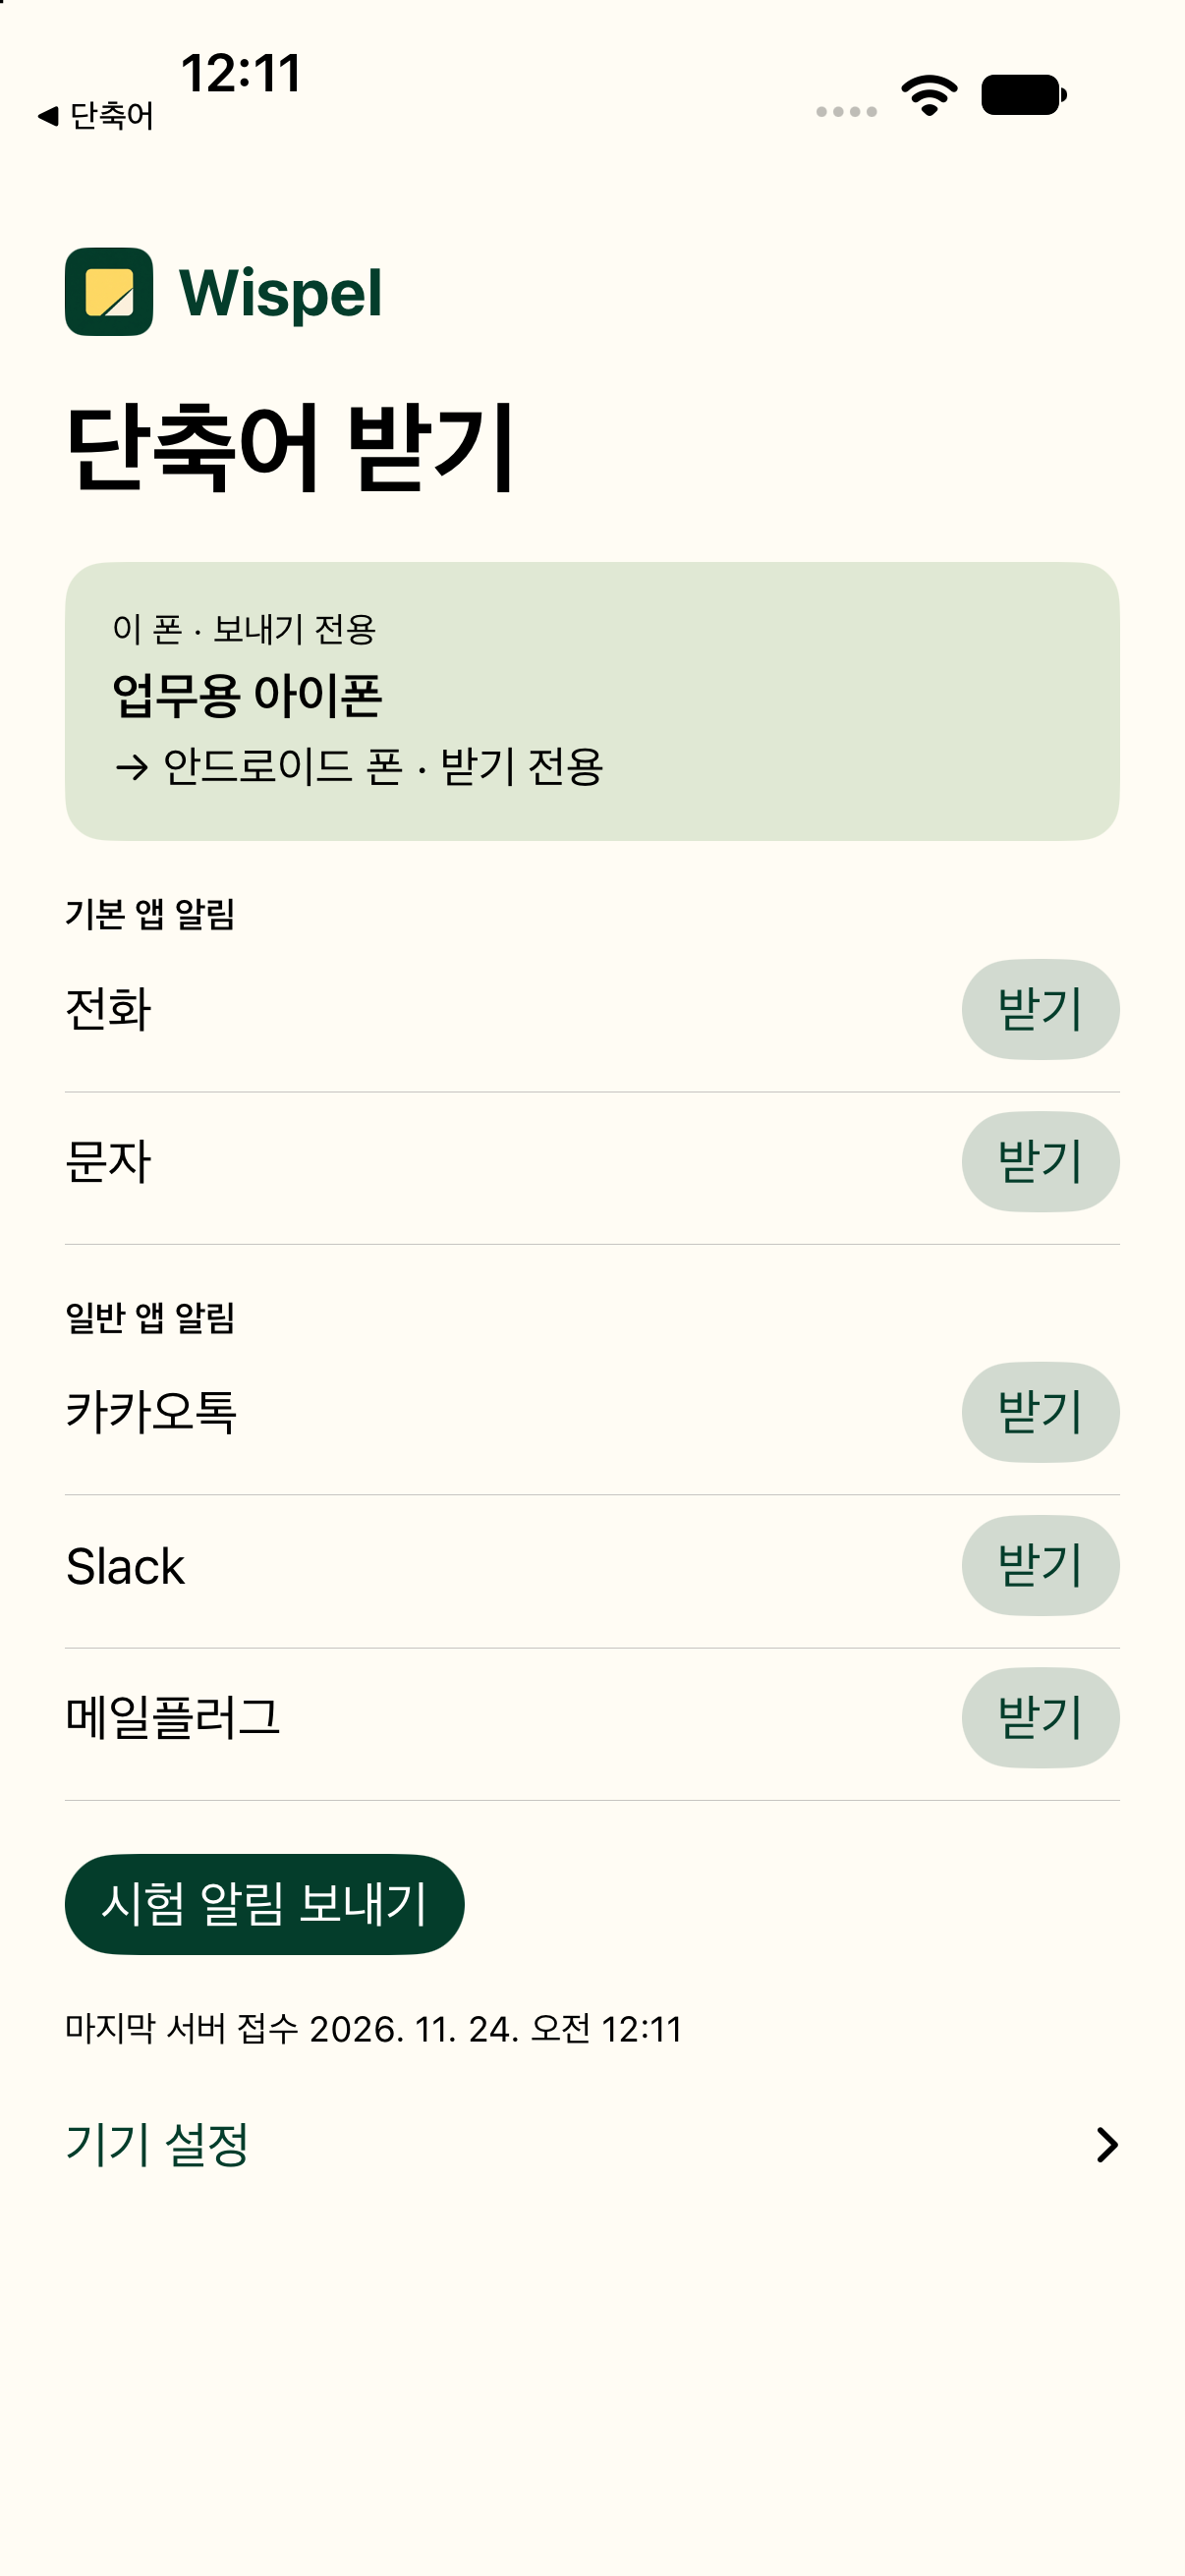 12:11
◀ 단축어
Wispel
단축어 받기
이 폰 · 보내기 전용
업무용 아이폰
→ 안드로이드 폰 · 받기 전용
기본 앱 알림
전화 받기
문자 받기
일반 앱 알림
카카오톡 받기
Slack 받기
메일플러그 받기
시험 알림 보내기
마지막 서버 접수 2026. 11. 24. 오전 12:11
기기 설정